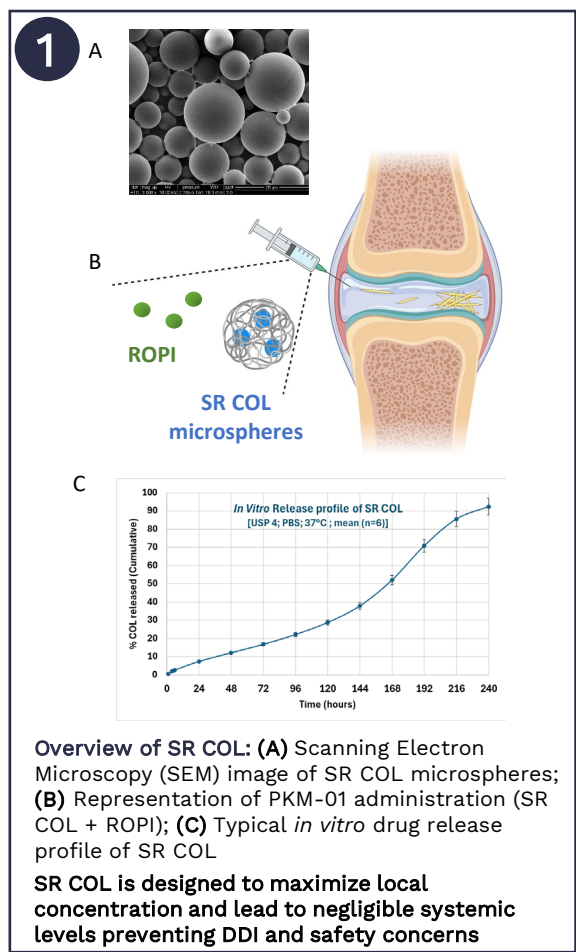 1
A
B
ROPI
SR COL
microspheres
C
In Vitro Release profile of SR COL
[USP 4; PBS; 37ºC ; mean (n=6)]
100
90
80
70
60
50
40
30
20
10
0
% COL released (Cumulative)
0 24 48 72 96 120 144 168 192 216 240
Time (hours)
Overview of SR COL: (A) Scanning Electron
Microscopy (SEM) image of SR COL microspheres;
(B) Representation of PKM-01 administration (SR
COL + ROPI); (C) Typical in vitro drug release
profile of SR COL
SR COL is designed to maximize local
concentration and lead to negligible systemic
levels preventing DDI and safety concerns